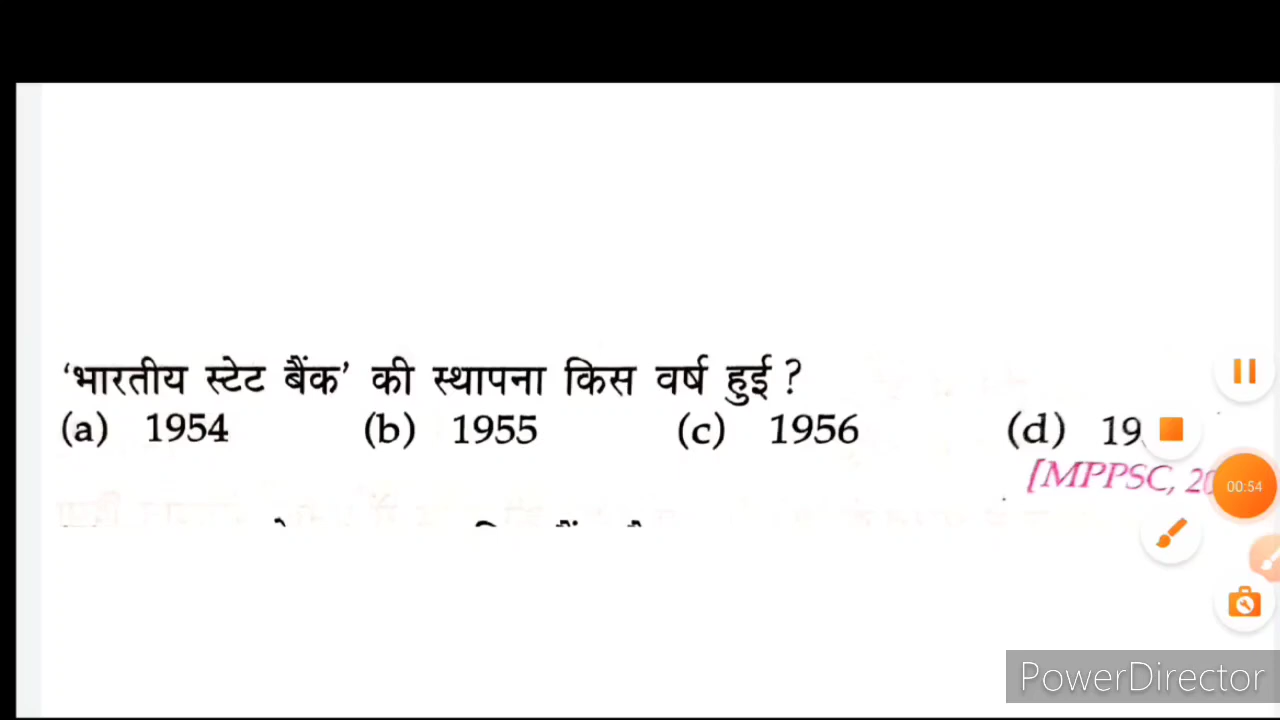 ‘भारतीय स्टेट बैंक’ की स्थापना किस वर्ष हुई ?
(a) 1954 (b) 1955 (c) 1956 (d) 19
[MPPSC, 20
00:54
PowerDirector